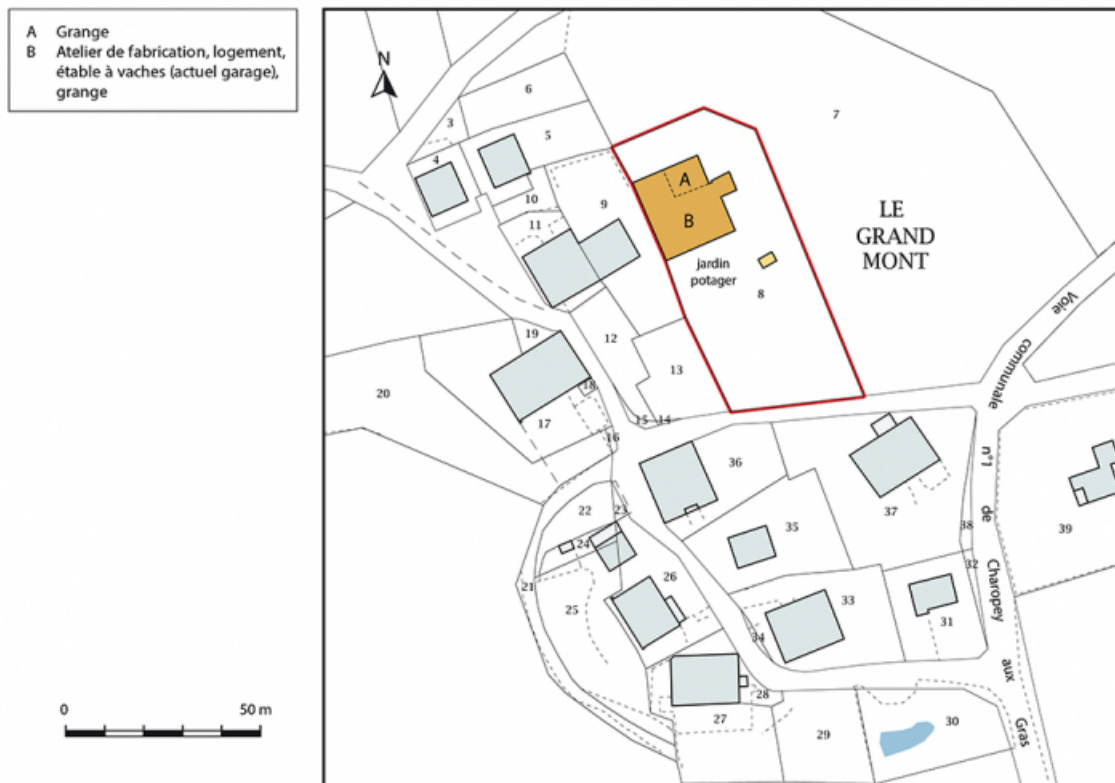 A Grange
B Atelier de fabrication, logement,
étable à vaches (actuel garage),
grange
N
3
4
5
6
7
8
9
10
11
12
13
14
15
16
17
18
19
20
21
22
23
24
25
26
27
28
29
30
31
32
33
34
35
36
37
38
39
A
B
jardin
potager
LE
GRAND
MONT
Voie communale n°1 de Charopey aux Gras
0 50 m